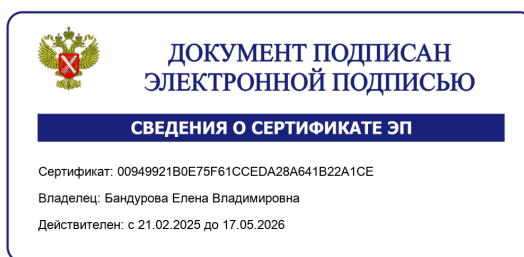 ДОКУМЕНТ ПОДПИСАН
ЭЛЕКТРОННОЙ ПОДПИСЬЮ
СВЕДЕНИЯ О СЕРТИФИКАТЕ ЭП
Сертификат: 00949921B0E75F61CCEDA28A641B22A1CE
Владелец: Бандурова Елена Владимировна
Действителен: с 21.02.2025 до 17.05.2026